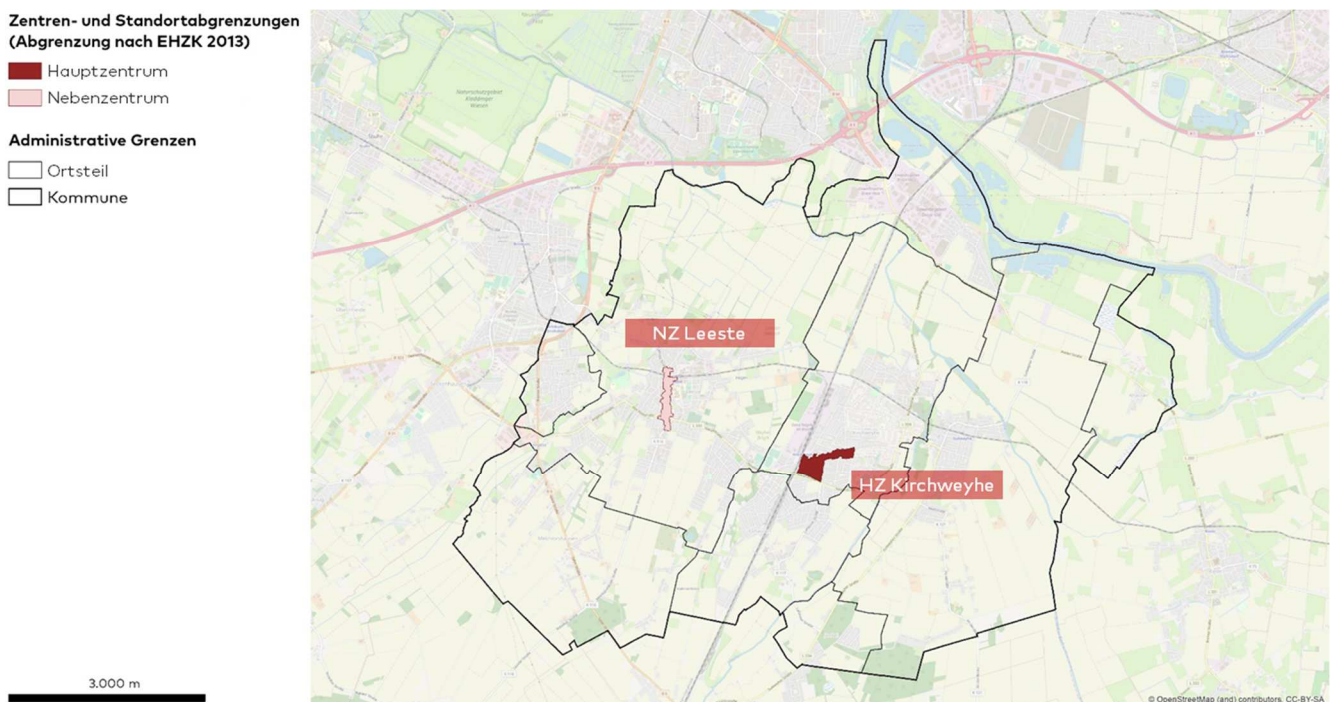 Zentren- und Standortabgrenzungen
(Abgrenzung nach EHZK 2013)
Hauptzentrum
Nebenzentrum
Administrative Grenzen
Ortsteil
Kommune
NZ Leeste
HZ Kirchweyhe
3.000 m
© OpenStreetMap (and) contributors, CC-BY-SA